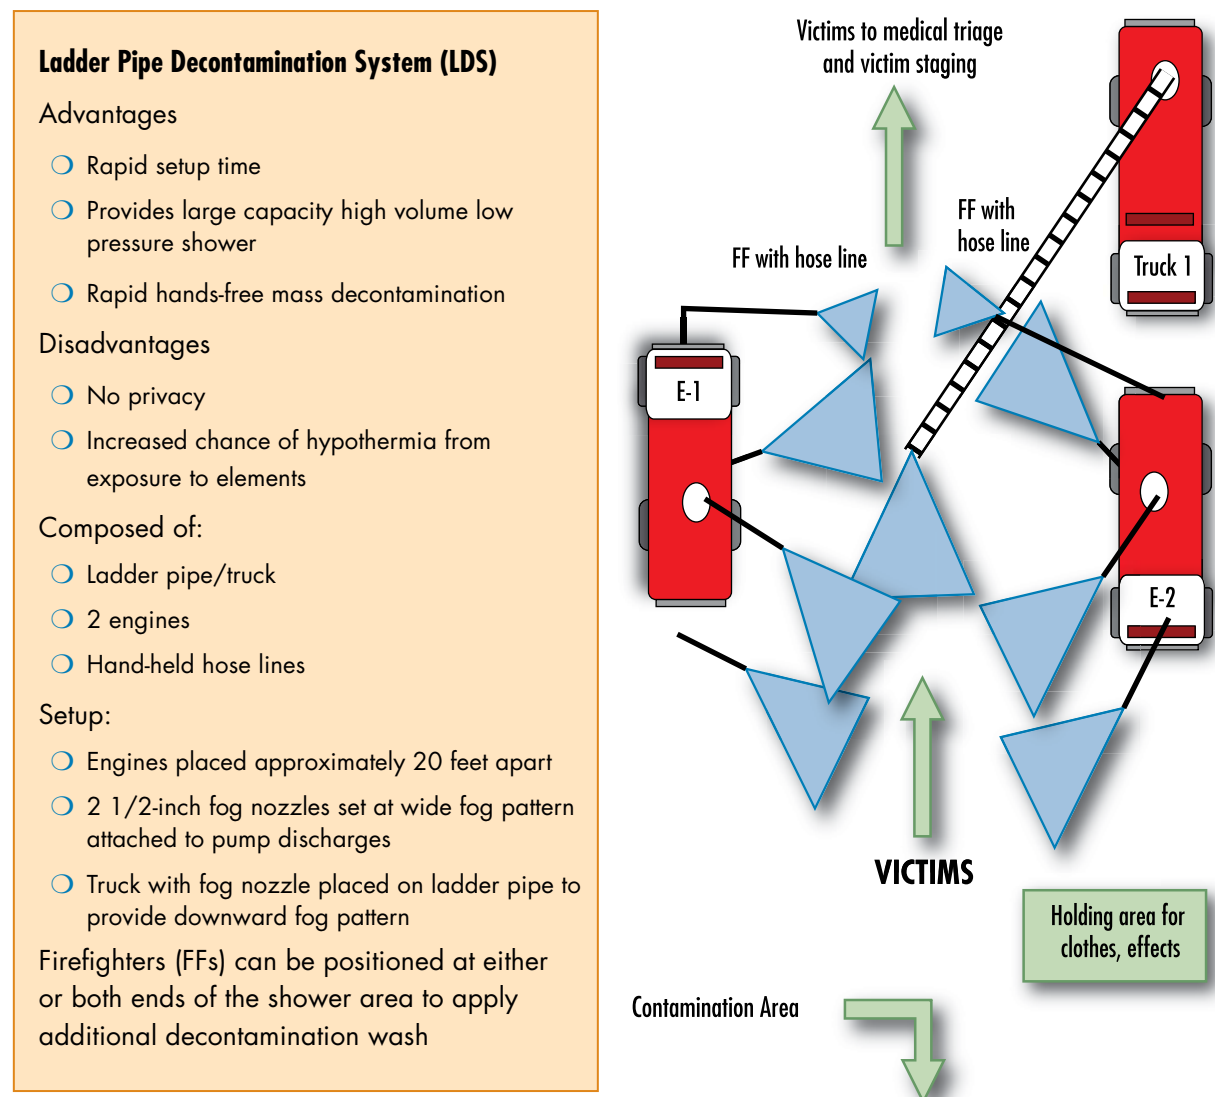 Ladder Pipe Decontamination System (LDS)
Advantages
❍ Rapid setup time
❍ Provides large capacity high volume low
pressure shower
❍ Rapid hands-free mass decontamination
Disadvantages
❍ No privacy
❍ Increased chance of hypothermia from
exposure to elements
Composed of:
❍ Ladder pipe/truck
❍ 2 engines
❍ Hand-held hose lines
Setup:
❍ Engines placed approximately 20 feet apart
❍ 2 1/2-inch fog nozzles set at wide fog pattern
attached to pump discharges
❍ Truck with fog nozzle placed on ladder pipe to
provide downward fog pattern
Firefighters (FFs) can be positioned at either
or both ends of the shower area to apply
additional decontamination wash
Victims to medical triage
and victim staging
FF with
hose line
FF with hose line
Truck 1
E-1
E-2
VICTIMS
Holding area for
clothes, effects
Contamination Area